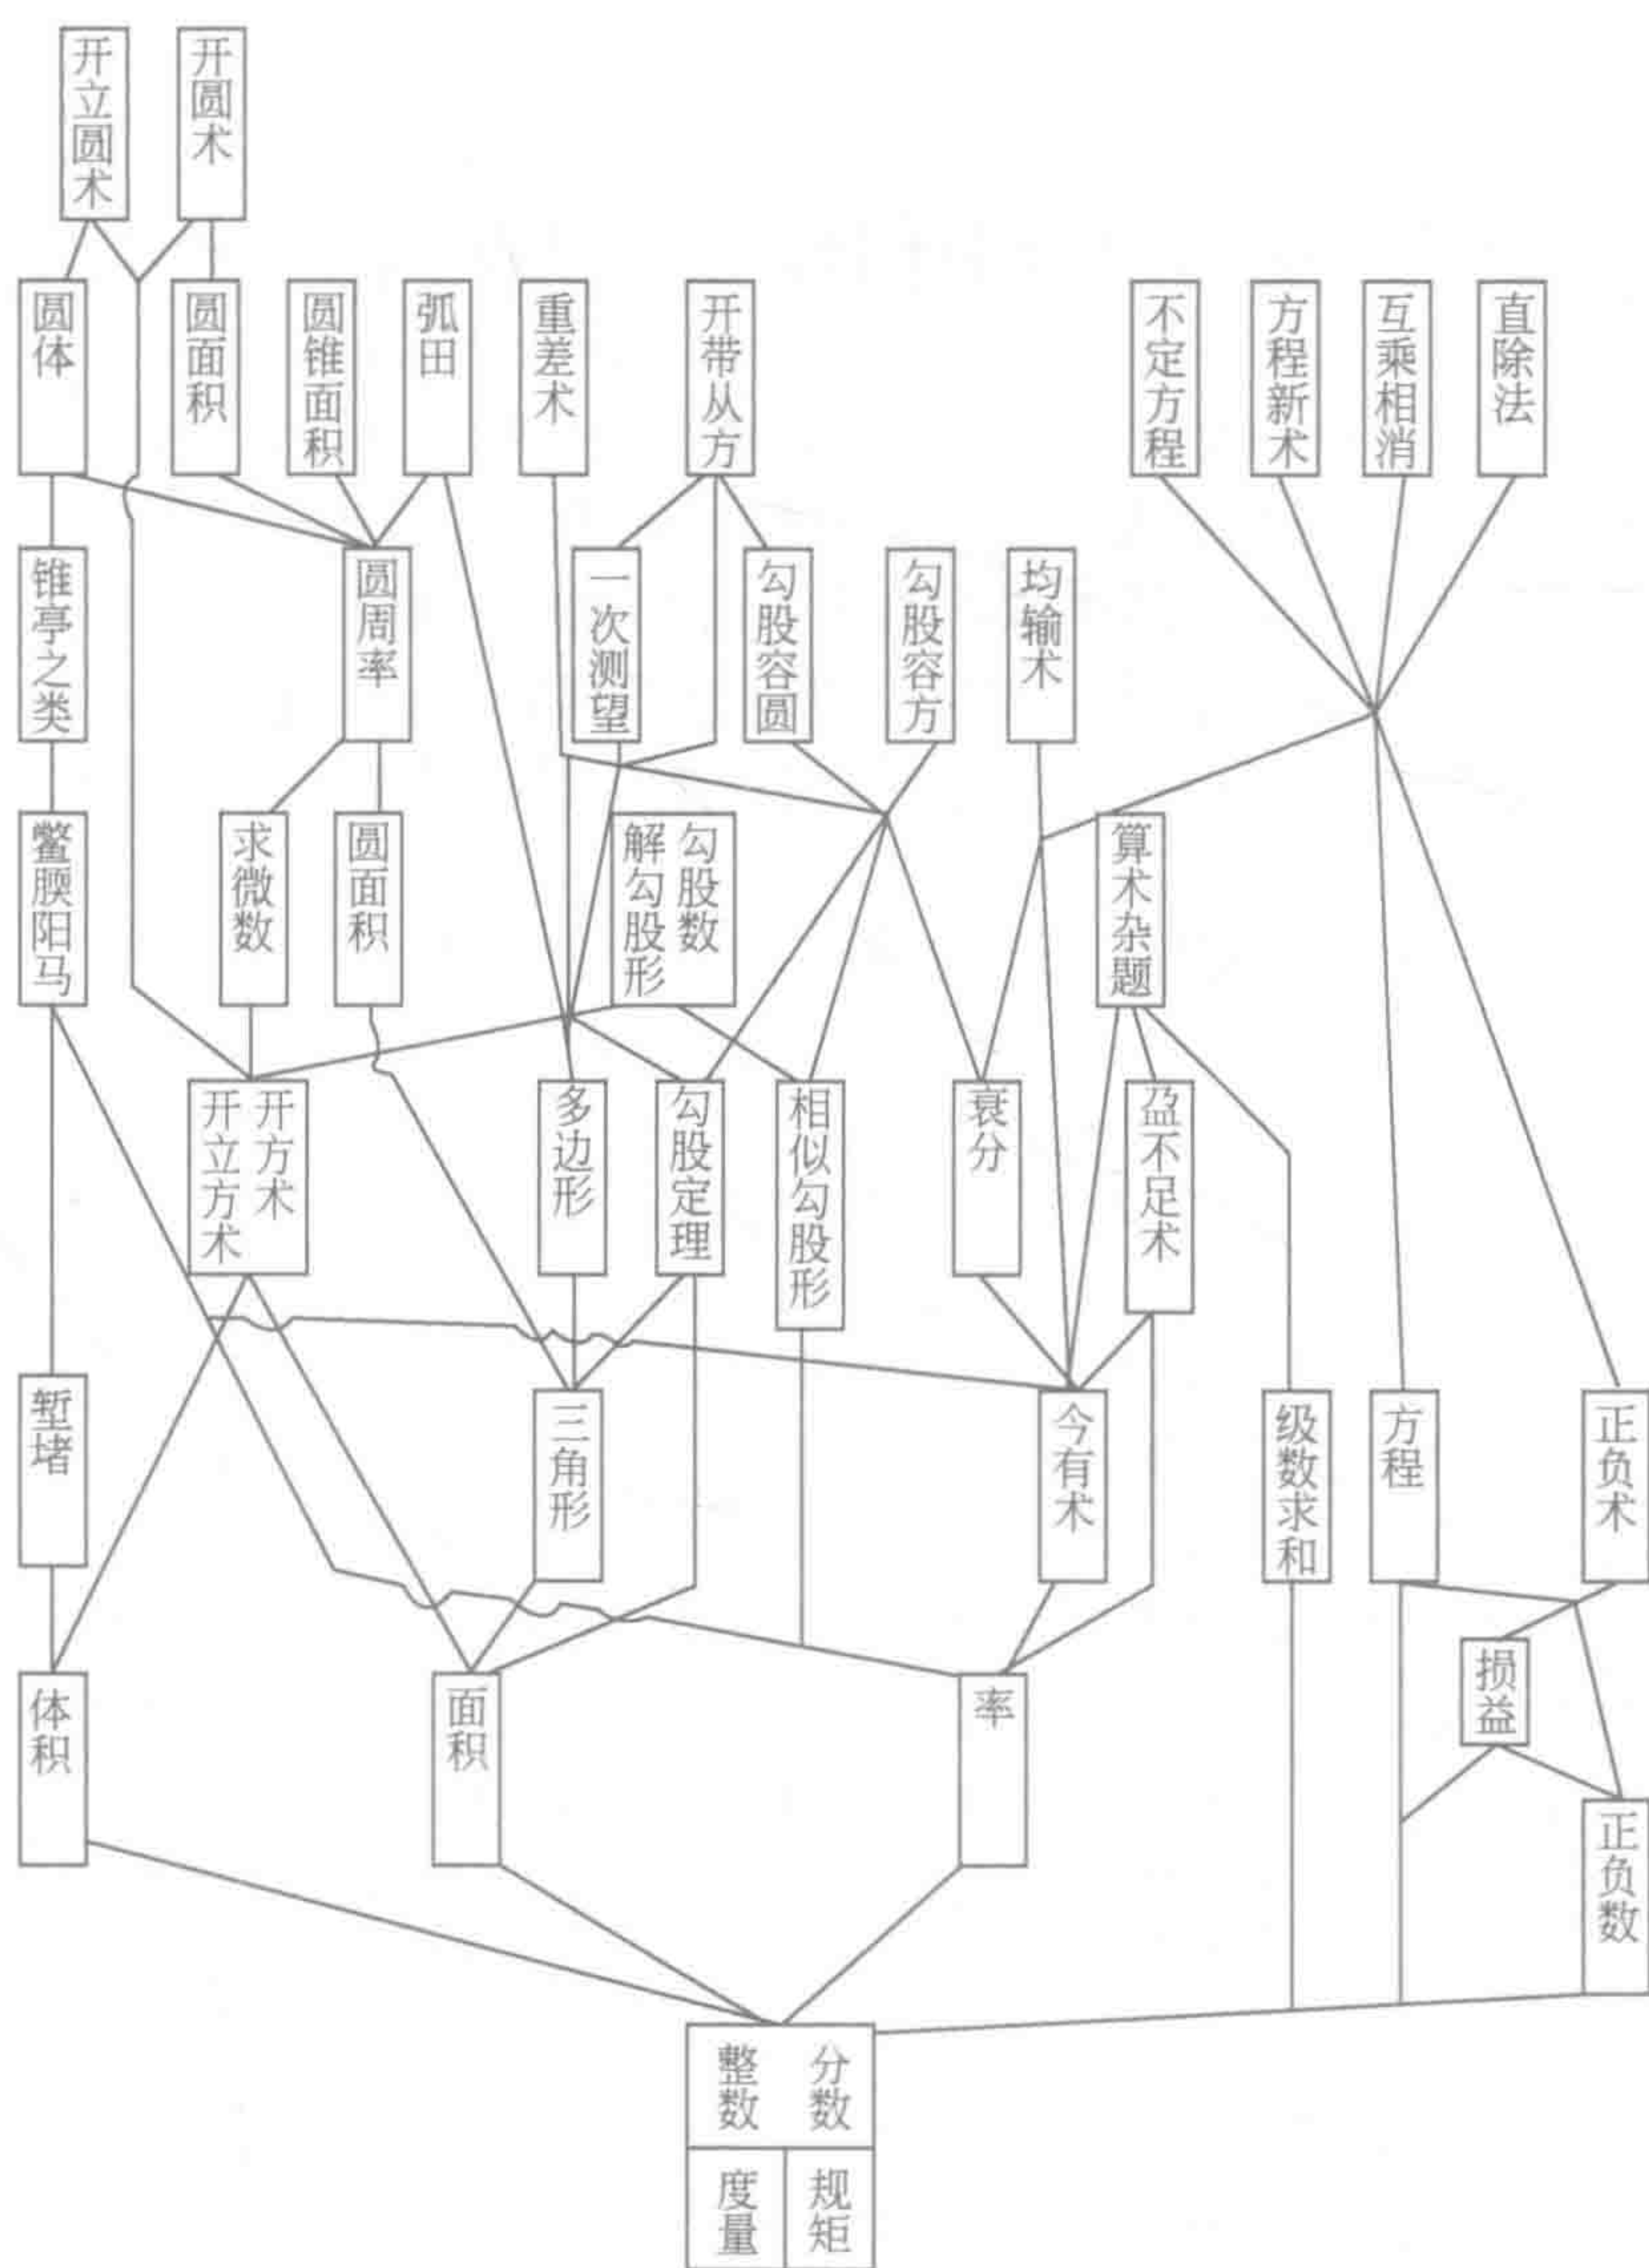 开立圆术
开圆术
圆体
圆面积
圆锥面积
弧田
重差术
开带从方
不定方程
方程新术
互乘相消
直除法
锥亭之类
圆周率
一次测望
勾股容圆
勾股容方
均输术
鳖臑阳马
求微数
圆面积
勾股数
解勾股形
算术杂题
开方术
开立方术
多边形
勾股定理
相似勾股形
衰分
盈不足术
堑堵
三角形
今有术
级数求和
方程
正负术
损益
体积
面积
率
正负数
分数
整数
规矩
度量